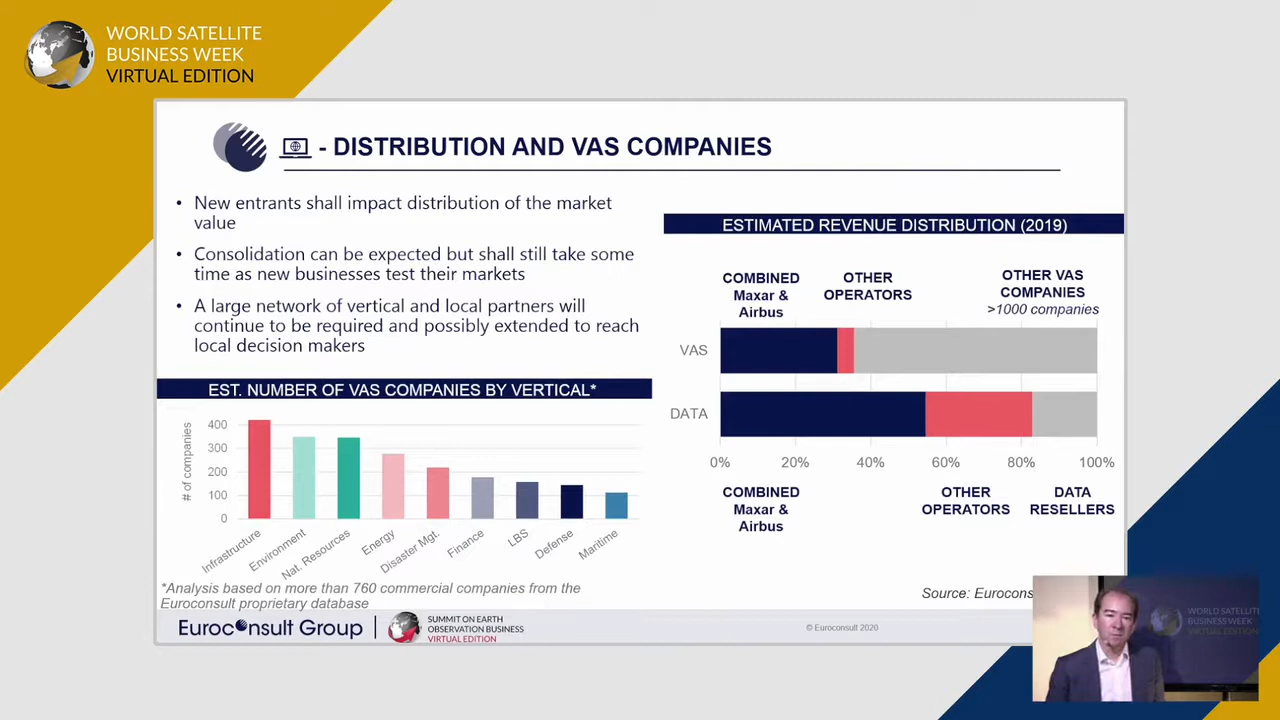 WORLD SATELLITE
BUSINESS WEEK
VIRTUAL EDITION
- DISTRIBUTION AND VAS COMPANIES
• New entrants shall impact distribution of the market
value
• Consolidation can be expected but shall still take some
time as new businesses test their markets
• A large network of vertical and local partners will
continue to be required and possibly extended to reach
local decision makers
EST. NUMBER OF VAS COMPANIES BY VERTICAL*
# of companies
400
300
200
100
0
Infrastructure
Environment
Nat. Resources
Energy
Disaster Mgt.
Finance
LBS
Defense
Maritime
*Analysis based on more than 760 commercial companies from the
Euroconsult proprietary database
ESTIMATED REVENUE DISTRIBUTION (2019)
COMBINED
Maxar &
Airbus
OTHER
OPERATORS
OTHER VAS
COMPANIES
>1000 companies
VAS
DATA
0% 20% 40% 60% 80% 100%
COMBINED
Maxar &
Airbus
OTHER
OPERATORS
DATA
RESELLERS
Source: Eurocons
Euroconsult Group
SUMMIT ON EARTH
OBSERVATION BUSINESS
VIRTUAL EDITION
© Euroconsult 2020
WORLD SATELLITE
BUSINESS WEEK
VIRTUAL EDITION